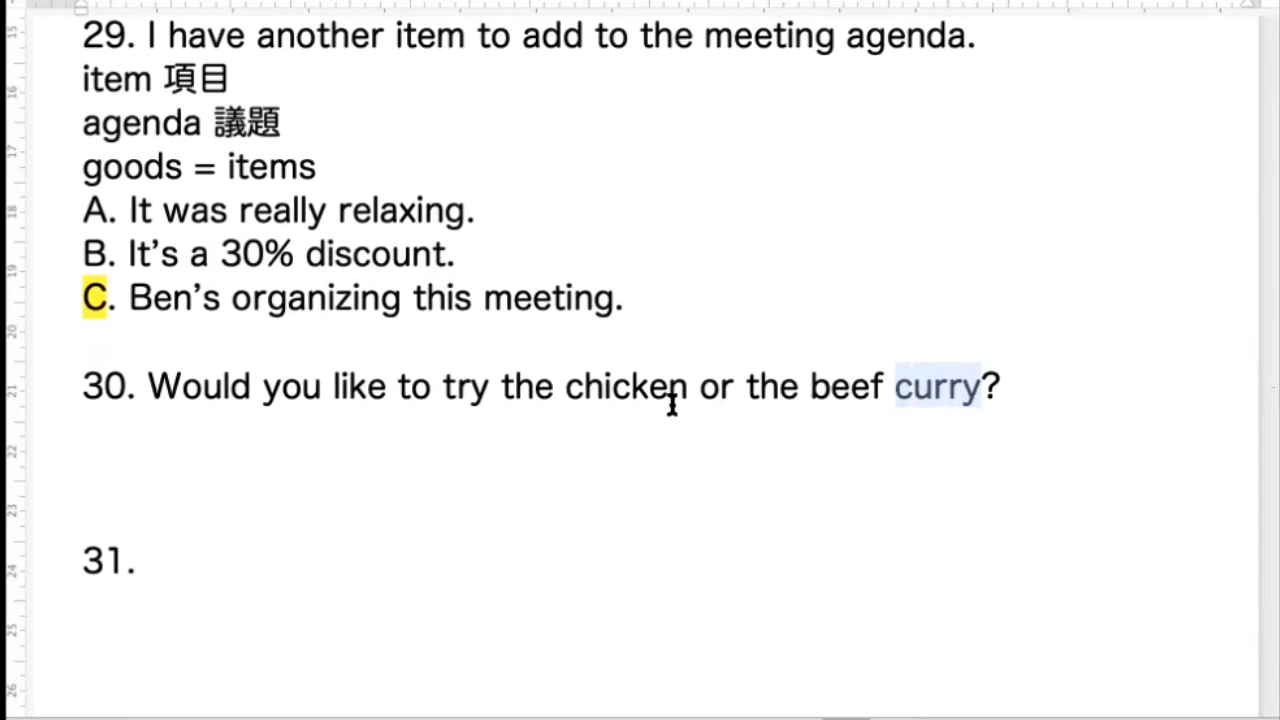 29. I have another item to add to the meeting agenda.
item 項目
agenda 議題
goods = items
A. It was really relaxing.
B. It’s a 30% discount.
C. Ben’s organizing this meeting.
30. Would you like to try the chicken or the beef curry?
31.